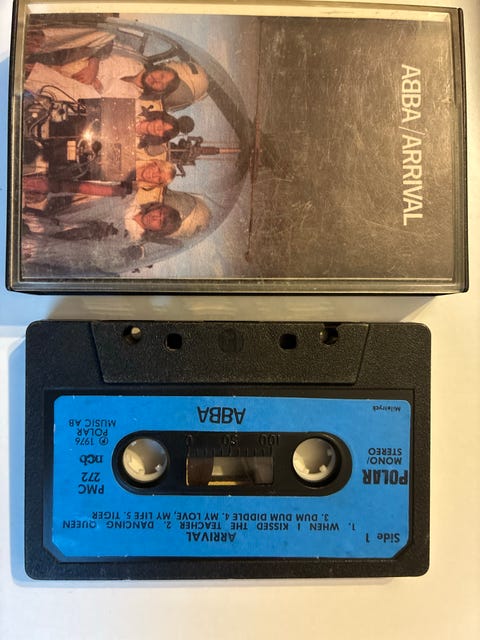 ABBA/ARRIVAL
Side 1
ARRIVAL
1. WHEN I KISSED THE TEACHER 2. DANCING QUEEN
3. DUM DUM DIDDLE 4. MY LOVE, MY LIFE 5. TIGER
POLAR
MONO/
STEREO
PMC
272
ncb
℗ 1976
POLAR
MUSIC AB
100 50 0
ABBA